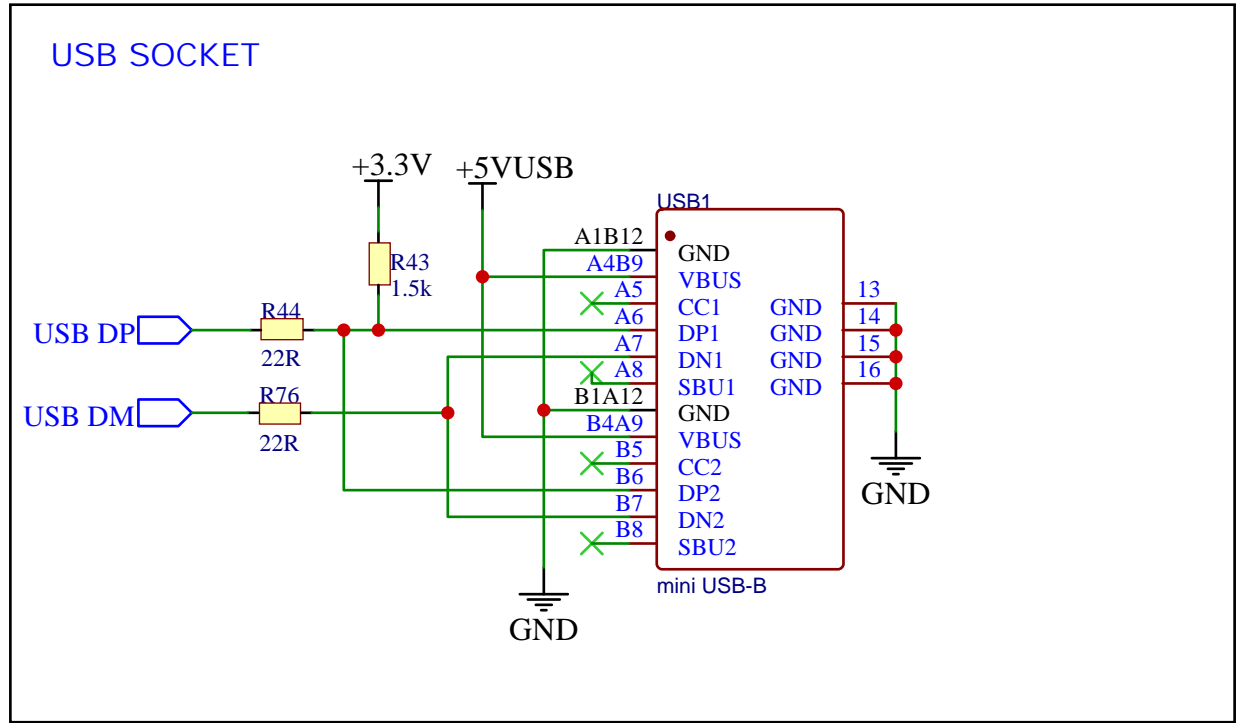 USB SOCKET
+3.3V
+5VUSB
USB1
A1B12
GND
A4B9
VBUS
A5
CC1
GND
13
A6
DP1
GND
14
A7
DN1
GND
15
A8
SBU1
GND
16
B1A12
GND
B4A9
VBUS
B5
CC2
B6
DP2
B7
DN2
B8
SBU2
R43
1.5k
USB DP
R44
22R
USB DM
R76
22R
GND
GND
mini USB-B